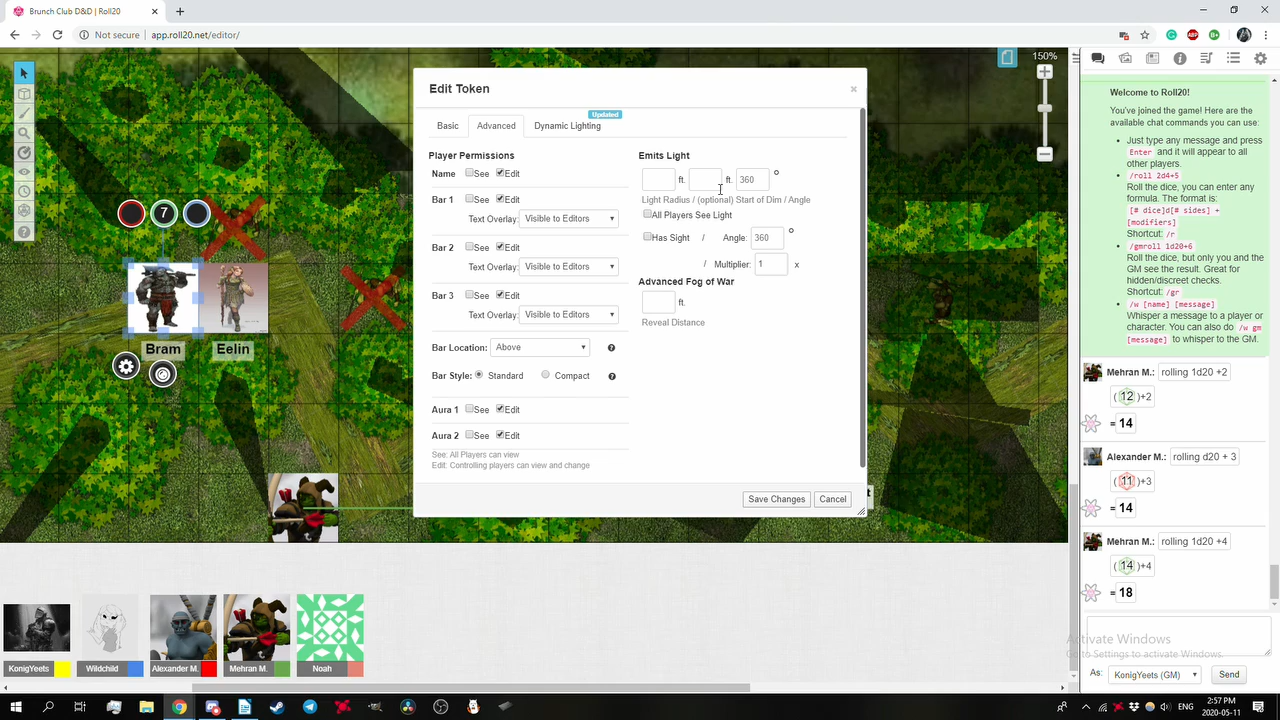 Brunch Card D&D | Roll20
Not secure | app.roll20.net/editor/
150%
7
Bram
Eelin
Edit Token
Basic
Advanced
Updated
Dynamic Lighting
Player Permissions
Name See Edit
Bar 1 See Edit
Text Overlay: Visible to Editors
Bar 2 See Edit
Text Overlay: Visible to Editors
Bar 3 See Edit
Text Overlay: Visible to Editors
Bar Location: Above
Bar Style: Standard Compact
Aura 1 See Edit
Aura 2 See Edit
See: All Players can view
Edit: Controlling players can view and change
Emits Light
ft. ft. 360 °
Light Radius / (optional) Start of Dim / Angle
All Players See Light
Has Sight / Angle: 360 °
/ Multiplier: 1 x
Advanced Fog of War
ft.
Reveal Distance
Save Changes
Cancel
Welcome to Roll20!
You've joined the game! Here are the
available chat commands you can use:
Just type any message and press
Enter and it will appear to all
other players.
/roll 2d4+5
Roll the dice, you can enter any
formula. The format is:
[# dice]d[# sides] +
[modifiers]
Shortcut: /r
/gmroll 1d20+6
Roll the dice, but only you and the
GM see the result. Great for
hidden/discreet checks.
Shortcut: /gr
/w [name] [message]
Whisper a message to a player or
character. You can also do /w gm
[message] to whisper to the GM.
Mehran M.: rolling 1d20 +2
(12)+2
= 14
Alexander M.: rolling d20 + 3
(11)+3
= 14
Mehran M.: rolling 1d20 +4
(14)+4
= 18
Activate Windows
Go to Settings to activate Windows.
As: KonigYeets (GM)
Send
KonigYeets
Wildchild
Alexander M.
Mehran M.
Noah
2:57 PM
2020-05-11